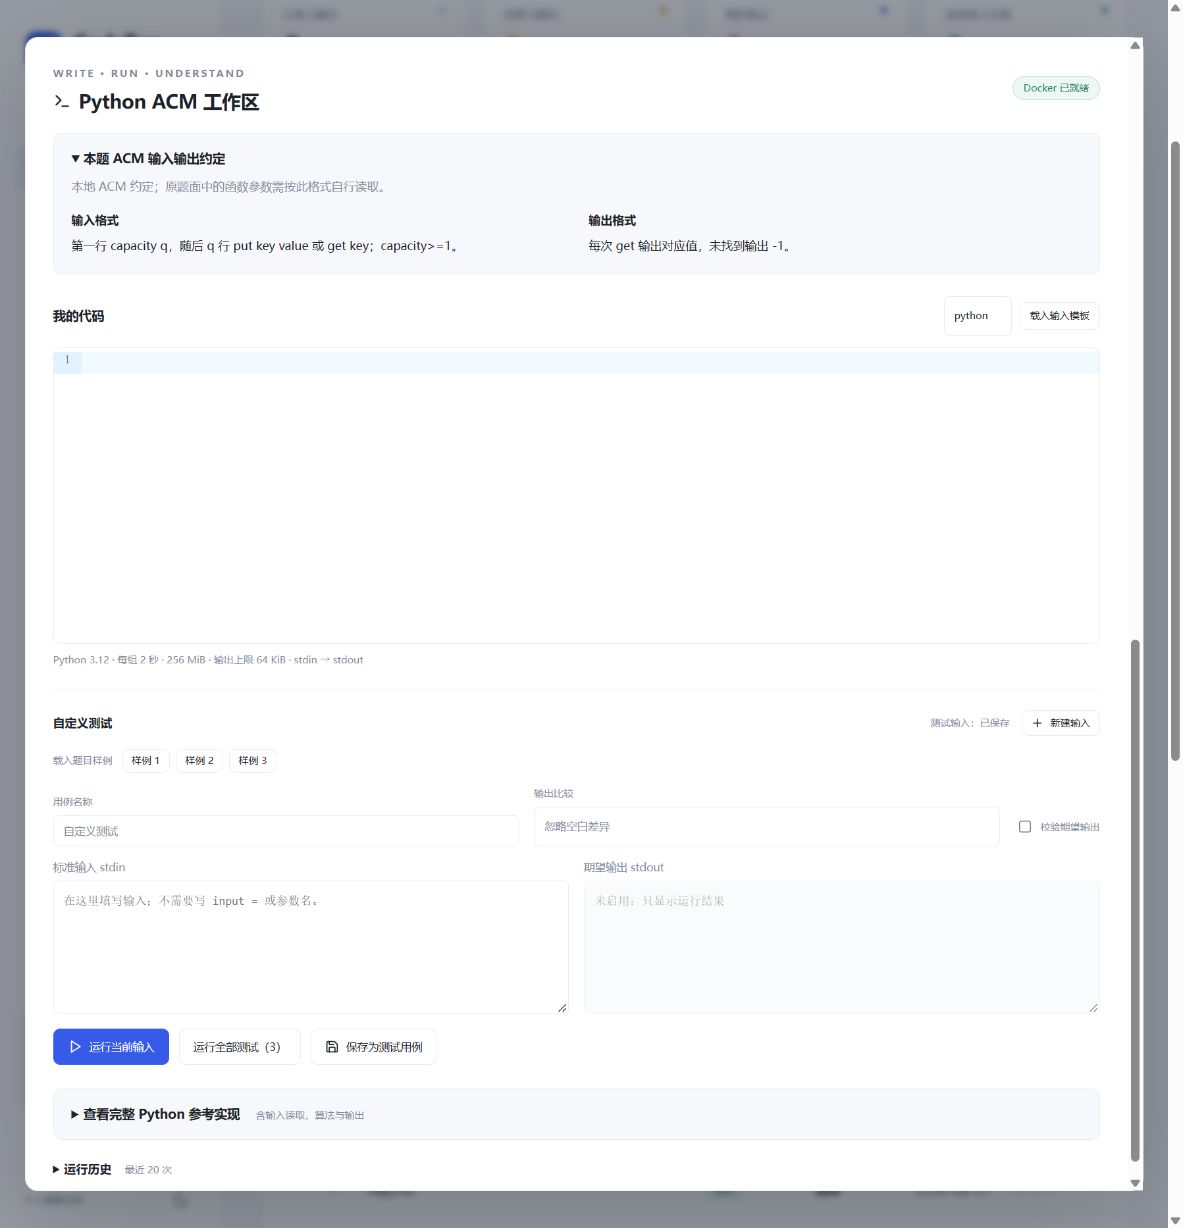 WRITE • RUN • UNDERSTAND
Python ACM 工作区
Docker 已就绪
本题 ACM 输入输出约定
本地 ACM 约定；原题面中的函数参数需按此格式自行读取。
输入格式
输出格式
第一行 capacity q，随后 q 行 put key value 或 get key；capacity>=1。
每次 get 输出对应值，未找到输出 -1。
我的代码
python
载入输入模板
1
Python 3.12 · 每组 2 秒 · 256 MiB · 输出上限 64 KiB · stdin → stdout
自定义测试
测试输入：已保存
新建输入
载入题目样例
样例 1
样例 2
样例 3
用例名称
输出比较
自定义测试
忽略空白差异
校验期望输出
标准输入 stdin
期望输出 stdout
在这里填写输入；不需要写 input = 或参数名。
未启用：只显示运行结果
运行当前输入
运行全部测试（3）
保存为测试用例
查看完整 Python 参考实现
含输入读取、算法与输出
运行历史
最近 20 次